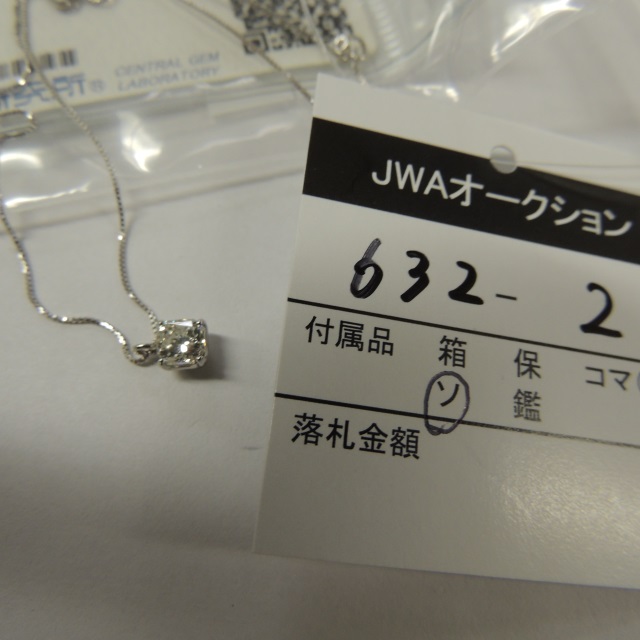 CENTRAL GEM
LABORATORY
JWAオークション
632-2
付属品 箱 保 コマ
ソ 鑑
落札金額